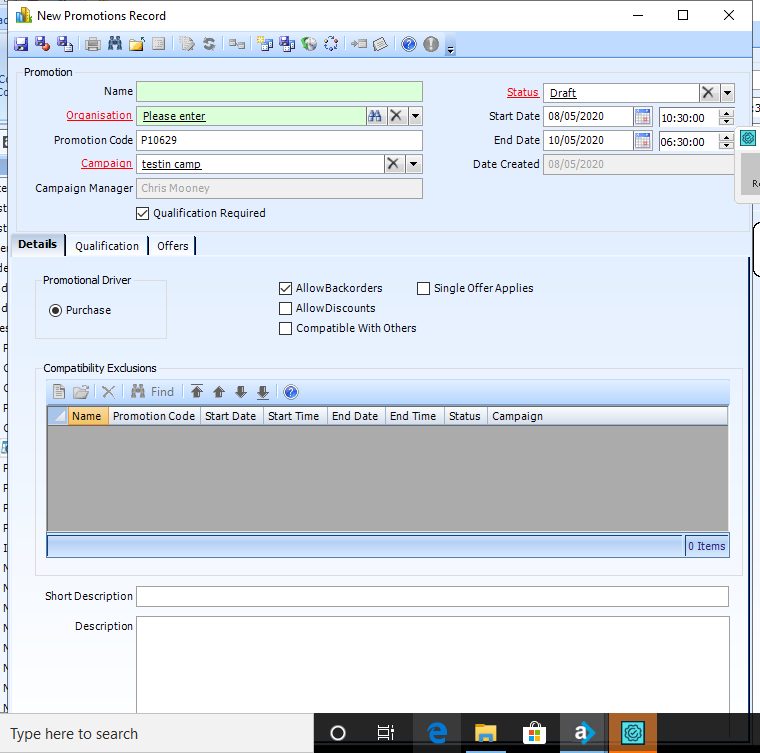 New Promotions Record
Promotion
Name
Status Draft
Organisation Please enter
Start Date 08/05/2020 10:30:00
Promotion Code P10629
End Date 10/05/2020 06:30:00
Campaign testin camp
Date Created 08/05/2020
Campaign Manager Chris Mooney
Qualification Required
Details Qualification Offers
Promotional Driver
Purchase
AllowBackorders Single Offer Applies
AllowDiscounts
Compatible With Others
Compatibility Exclusions
Find
Name Promotion Code Start Date Start Time End Date End Time Status Campaign
0 Items
Short Description
Description
Type here to search